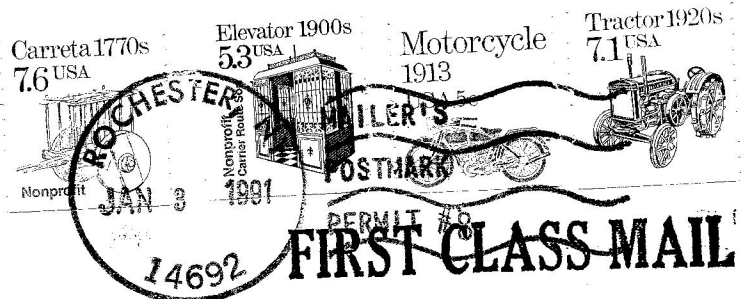 Carreta 1770s
7.6 USA
Nonprofit
Elevator 1900s
5.3 USA
Nonprofit
Carrier Route
Motorcycle
1913
Tractor 1920s
7.1 USA
ROCHESTER, N
JAN 3 1991
14692
MAILER'S
POSTMARK
PERMIT #8
FIRST CLASS MAIL